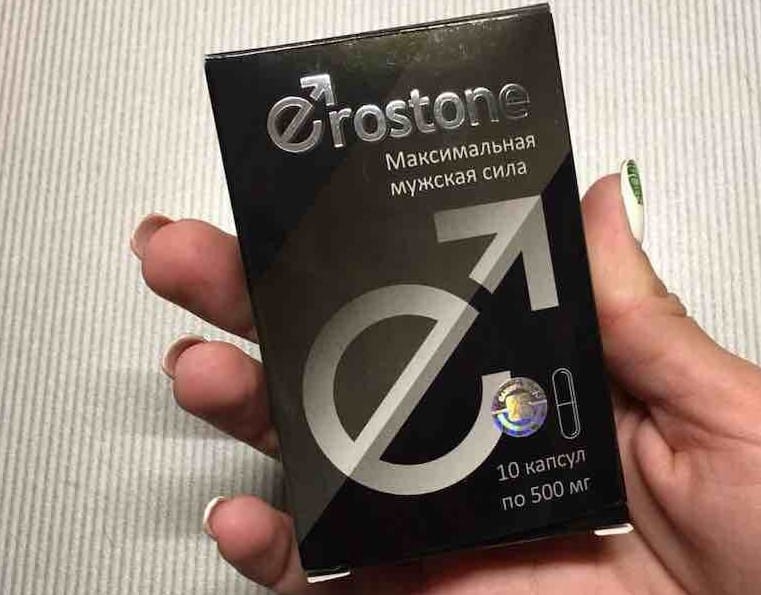 erostone
Максимальная
мужская сила
10 капсул
по 500 мг